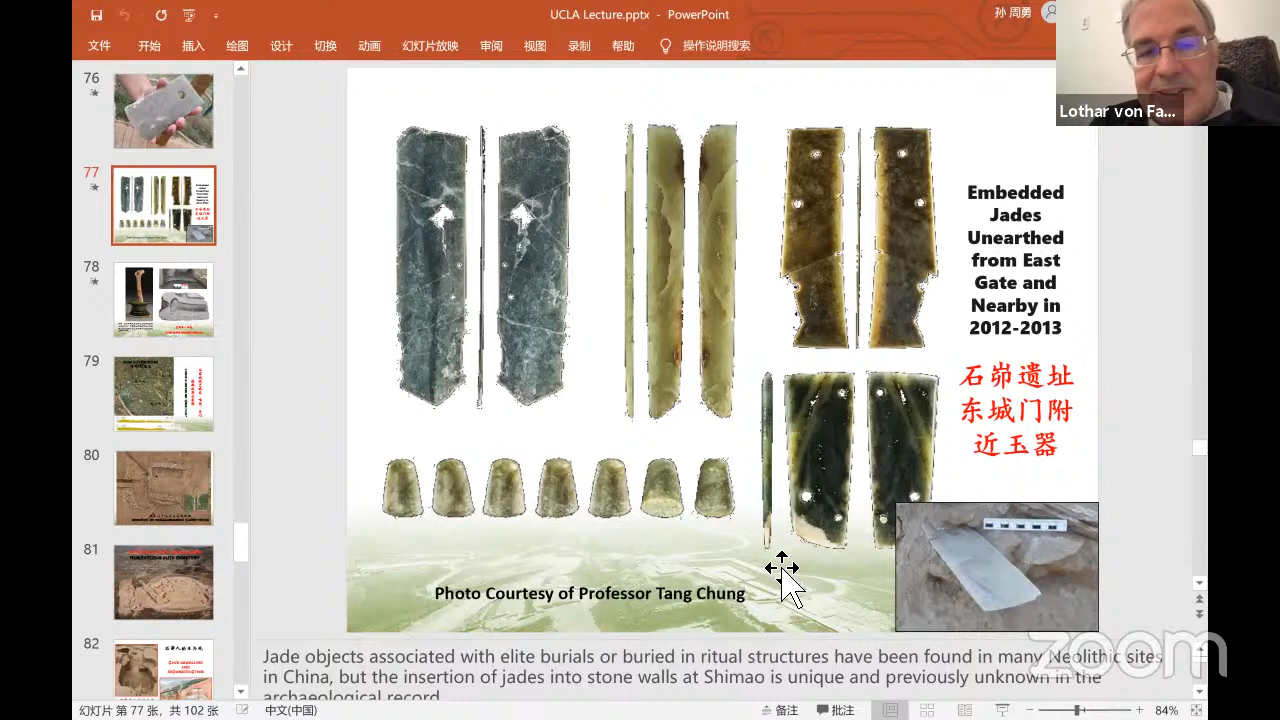 UCLA Lecture.pptx - PowerPoint
孙 周勇
文件 开始 插入 绘图 设计 切换 动画 幻灯片放映 审阅 视图 录制 帮助 操作说明搜索
Lothar von Fa...
76
77
78
79
80
81
82
Embedded
Jades
Unearthed
from East
Gate and
Nearby in
2012-2013
石峁遗址
东城门附
近玉器
Photo Courtesy of Professor Tang Chung
zoom
Jade objects associated with elite burials or buried in ritual structures have been found in many Neolithic sites
in China, but the insertion of jades into stone walls at Shimao is unique and previously unknown in the
archaeological record
幻灯片 第 77 张，共 102 张 中文(中国) 备注 批注 84%